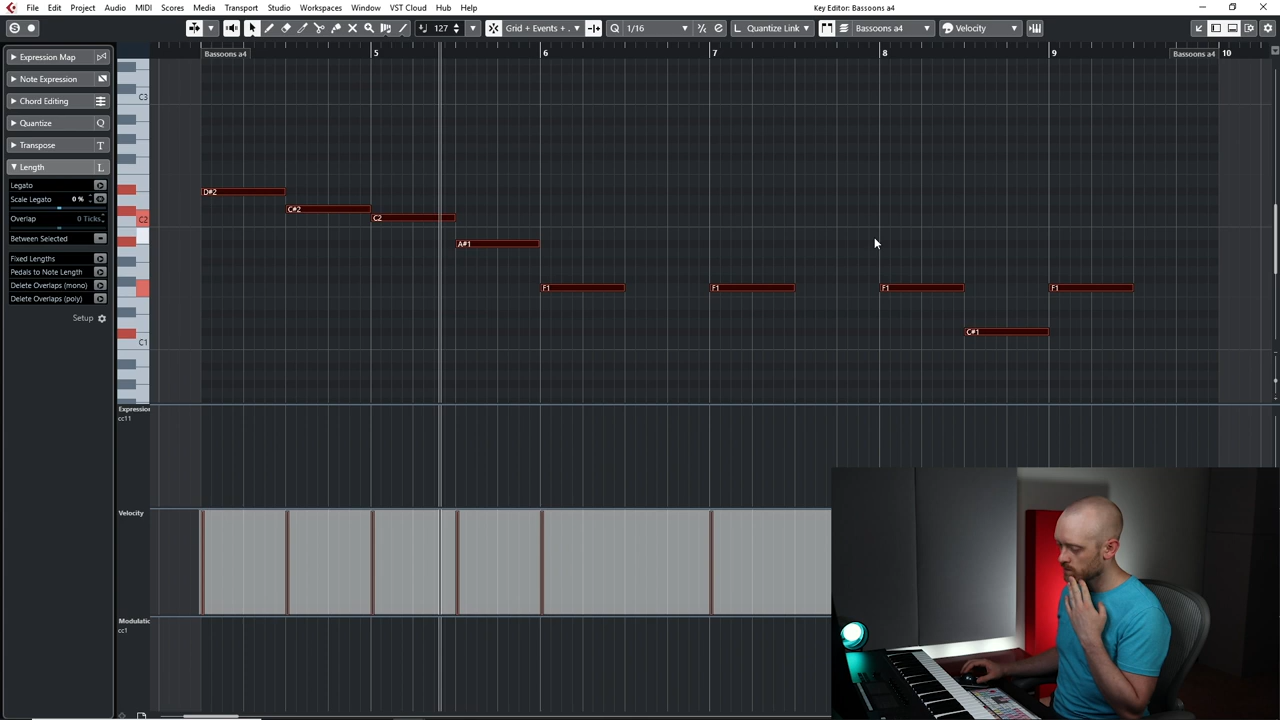 File Edit Project Audio MIDI Scores Media Transport Studio Workspaces Window VST Cloud Hub Help
Key Editor: Bassoons a4
127 Grid + Events + . Q 1/16 L Quantize Link Bassoons a4 Velocity
Bassoons a4 5 6 7 8 9 Bassoons a4 10
Expression Map
Note Expression
Chord Editing
Quantize Q
Transpose T
Length L
Legato
Scale Legato 0 %
Overlap 0 Ticks
Between Selected
Fixed Lengths
Pedals to Note Length
Delete Overlaps (mono)
Delete Overlaps (poly)
Setup
C3
D#2
C#2
C2 C2
A#1
F1 F1 F1 F1
C#1
C1
Expression
cc11
Velocity
Modulatic
cc1